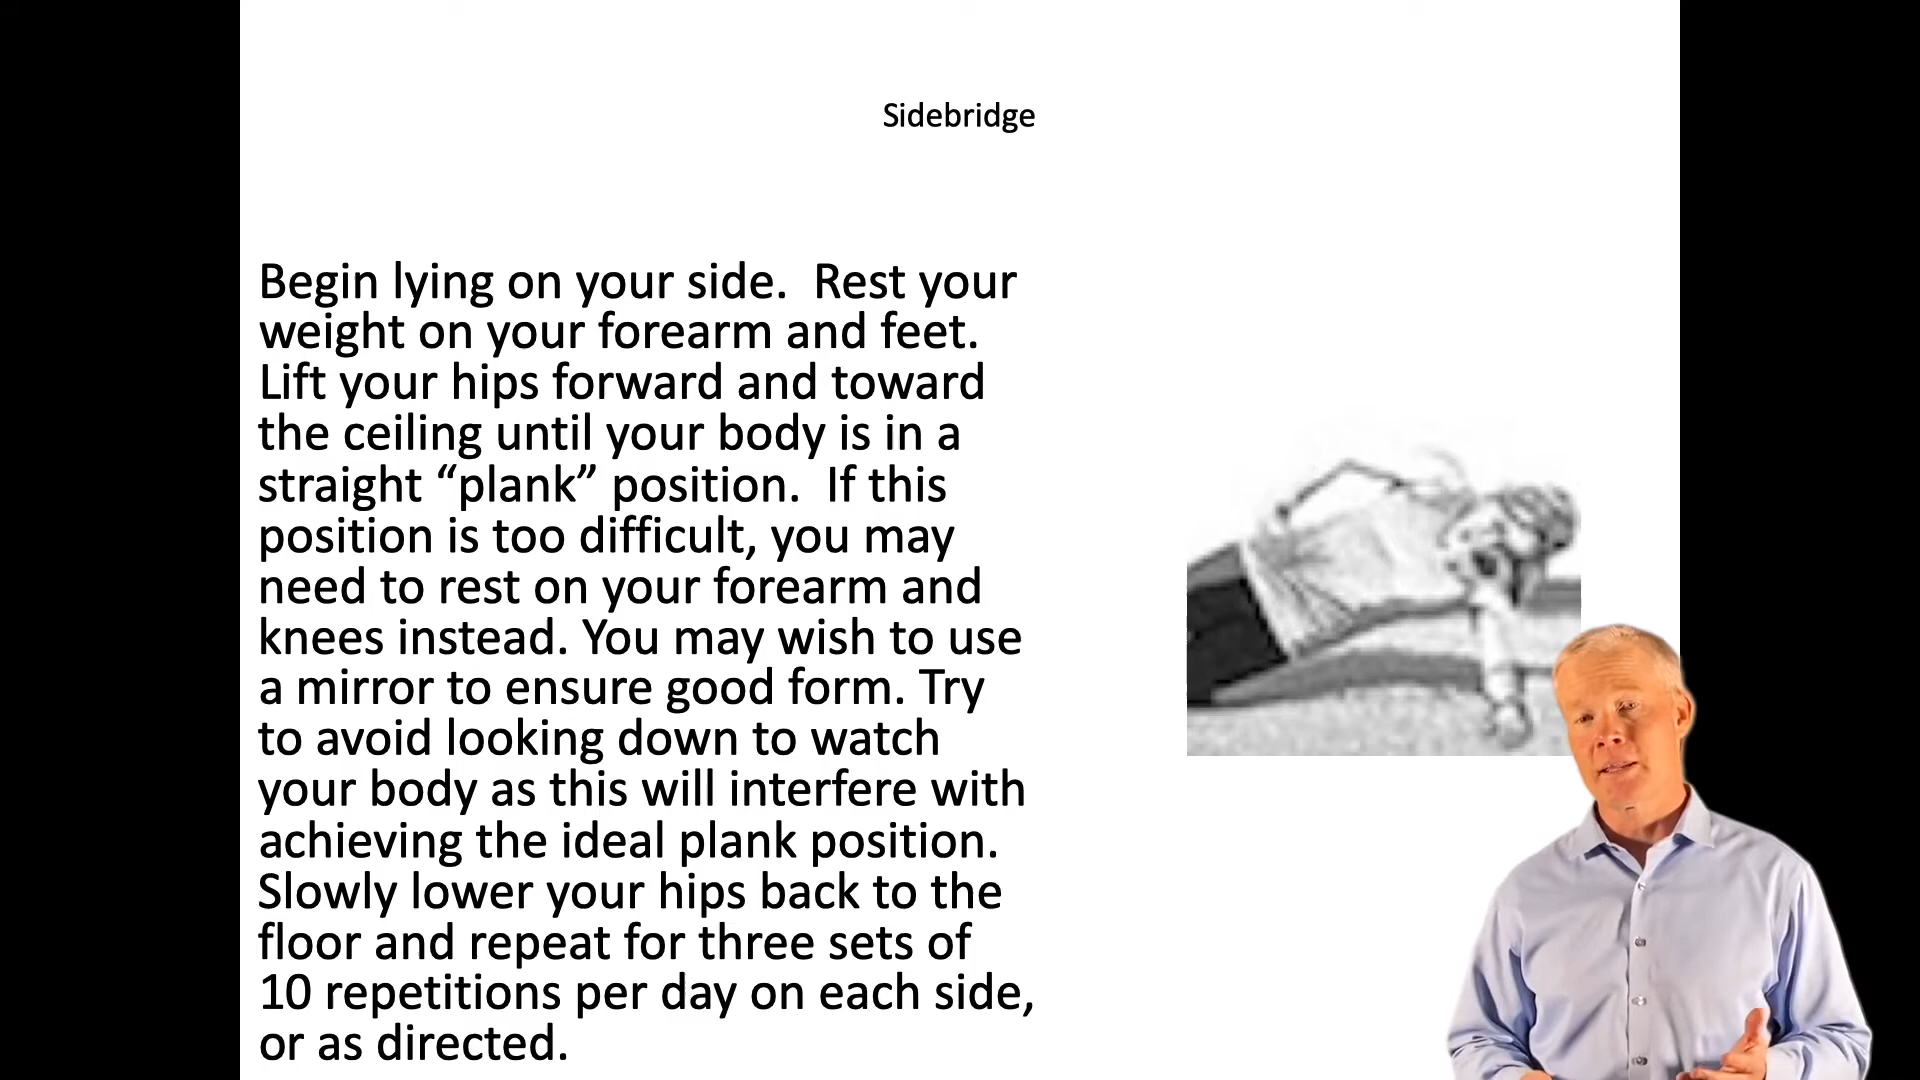 Sidebridge
Begin lying on your side.  Rest your
weight on your forearm and feet.
Lift your hips forward and toward
the ceiling until your body is in a
straight “plank” position.  If this
position is too difficult, you may
need to rest on your forearm and
knees instead. You may wish to use
a mirror to ensure good form. Try
to avoid looking down to watch
your body as this will interfere with
achieving the ideal plank position.
Slowly lower your hips back to the
floor and repeat for three sets of
10 repetitions per day on each side,
or as directed.